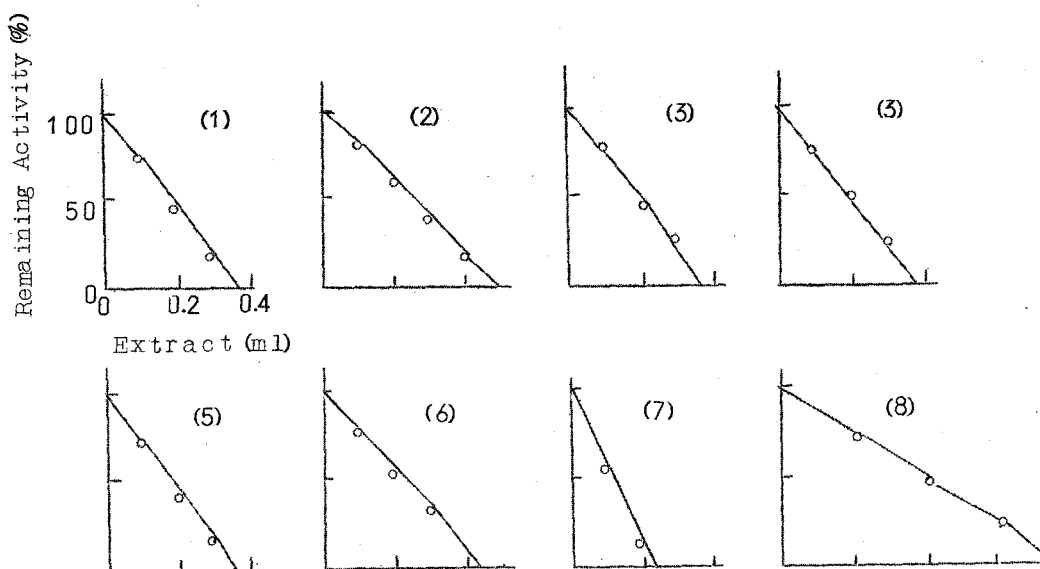 Remaining Activity (%)
(1) (2) (3) (3)
100
50
0
0 0.2 0.4
Extract (ml)
(5) (6) (7) (8)